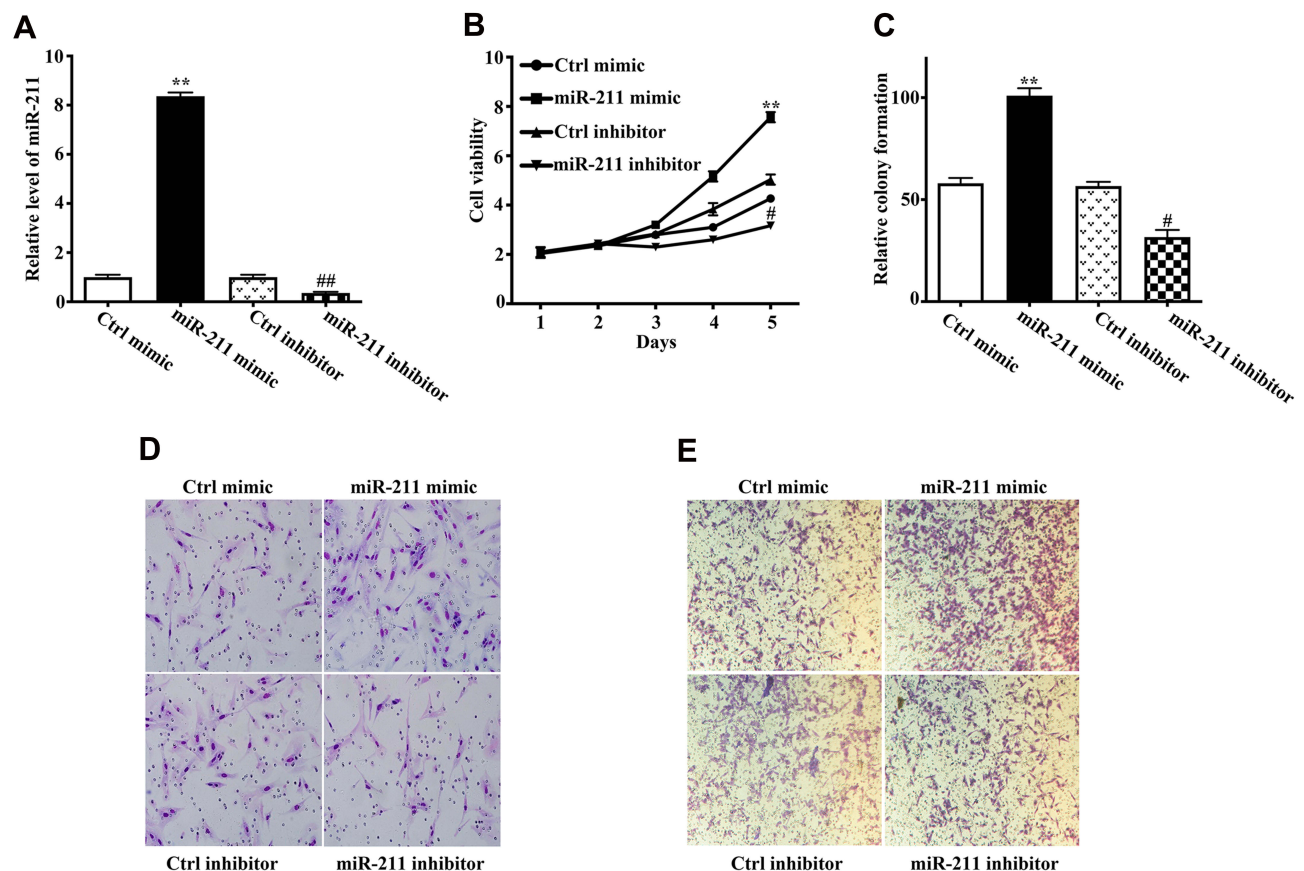 A
Relative level of miR-211
10
8
6
4
2
0
**
##
Ctrl mimic
miR-211 mimic
Ctrl inhibitor
miR-211 inhibitor
B
Cell viability
10
8
6
4
2
0
Ctrl mimic
miR-211 mimic
Ctrl inhibitor
miR-211 inhibitor
**
#
1 2 3 4 5
Days
C
Relative colony formation
100
50
0
**
#
Ctrl mimic
miR-211 mimic
Ctrl inhibitor
miR-211 inhibitor
D
Ctrl mimic miR-211 mimic
Ctrl inhibitor miR-211 inhibitor
E
Ctrl mimic miR-211 mimic
Ctrl inhibitor miR-211 inhibitor